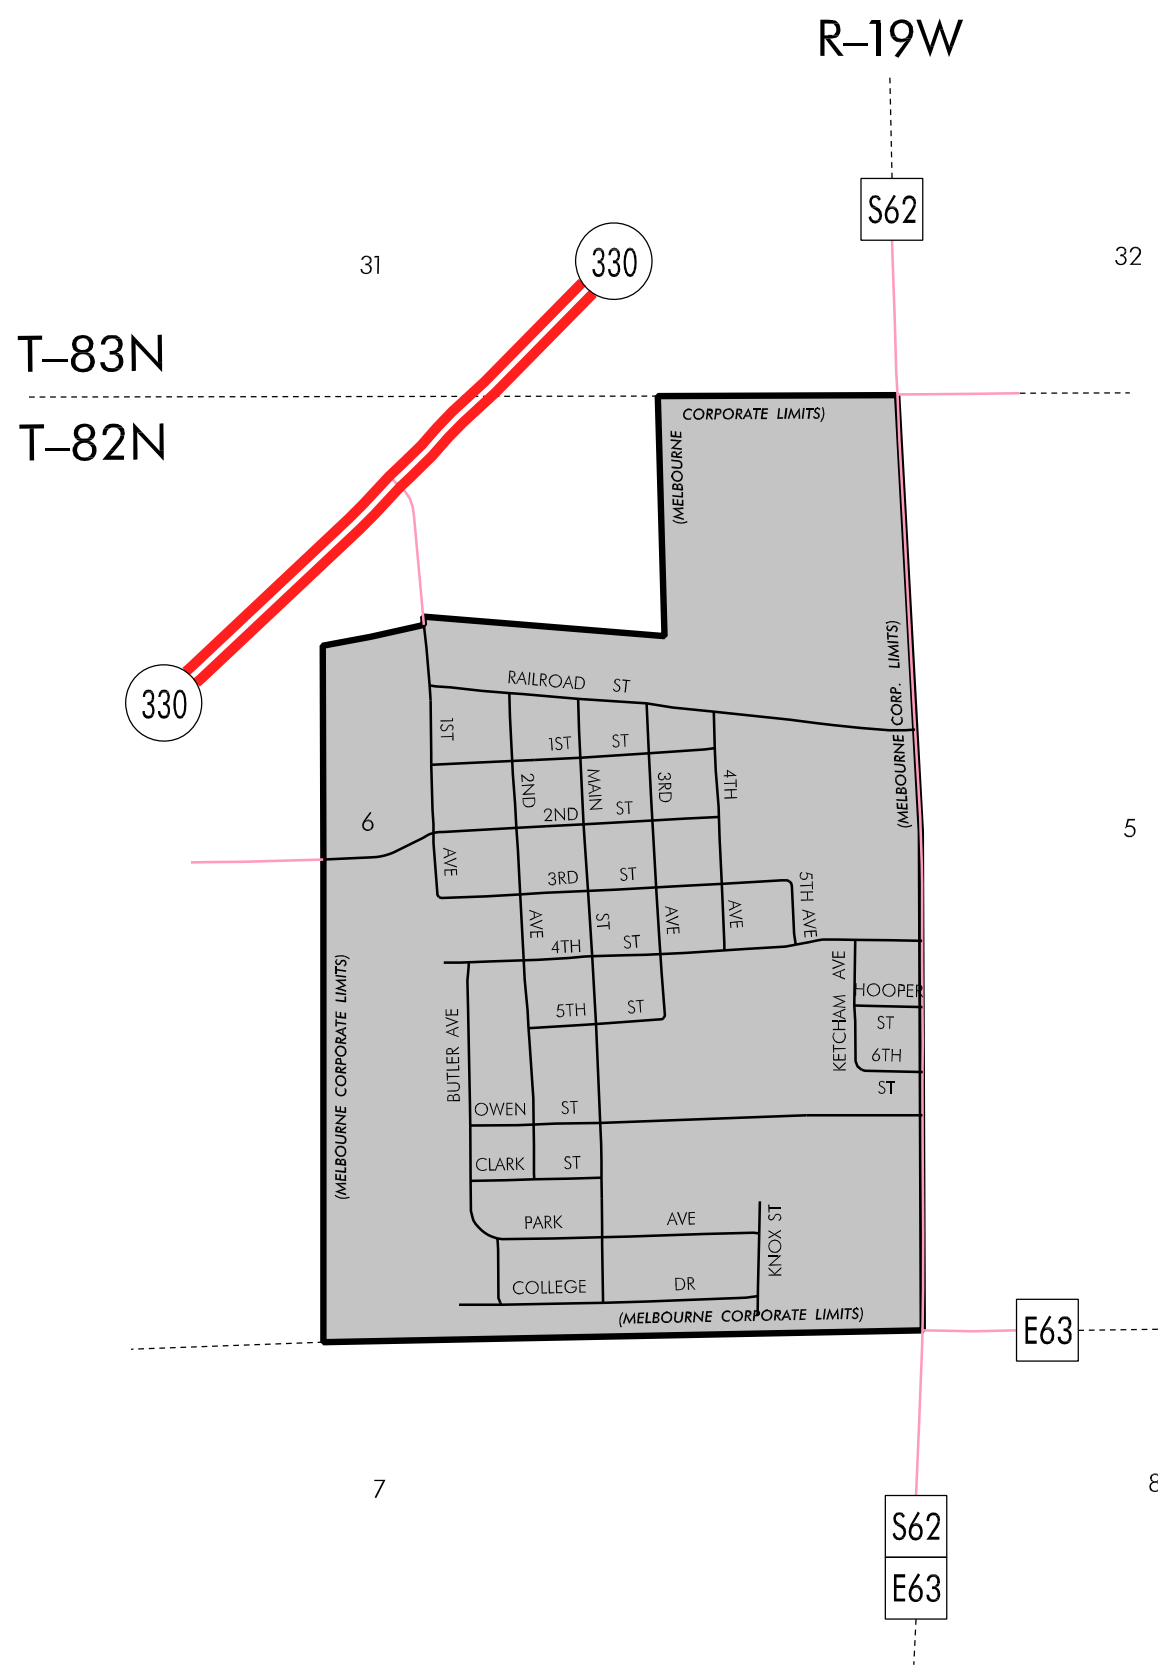 R–19W
S62
31
330
32
T–83N
T–82N
CORPORATE LIMITS)
(MELBOURNE
330
RAILROAD ST
(MELBOURNE CORP. LIMITS)
1ST
1ST ST
2ND
MAIN
3RD
4TH
2ND ST
6
5
AVE
3RD ST
5TH AVE
AVE
ST
AVE
AVE
4TH ST
KETCHAM AVE
HOOPER
ST
(MELBOURNE CORPORATE LIMITS)
BUTLER AVE
5TH ST
6TH
ST
OWEN ST
CLARK ST
PARK AVE
KNOX ST
COLLEGE DR
(MELBOURNE CORPORATE LIMITS)
E63
7
8
S62
E63